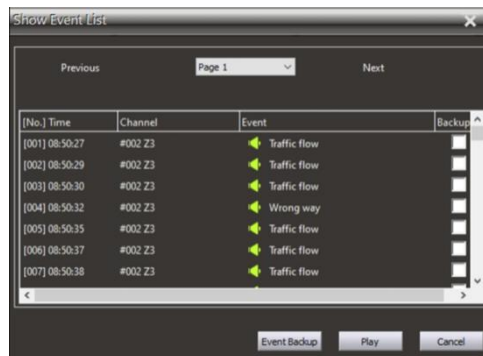 Show Event List
Previous Page 1 Next
[No.] Time Channel Event Backup
[001] 08:50:27 #002 Z3 Traffic flow
[002] 08:50:29 #002 Z3 Traffic flow
[003] 08:50:30 #002 Z3 Traffic flow
[004] 08:50:32 #002 Z3 Wrong way
[005] 08:50:35 #002 Z3 Traffic flow
[006] 08:50:37 #002 Z3 Traffic flow
[007] 08:50:38 #002 Z3 Traffic flow
Event Backup Play Cancel